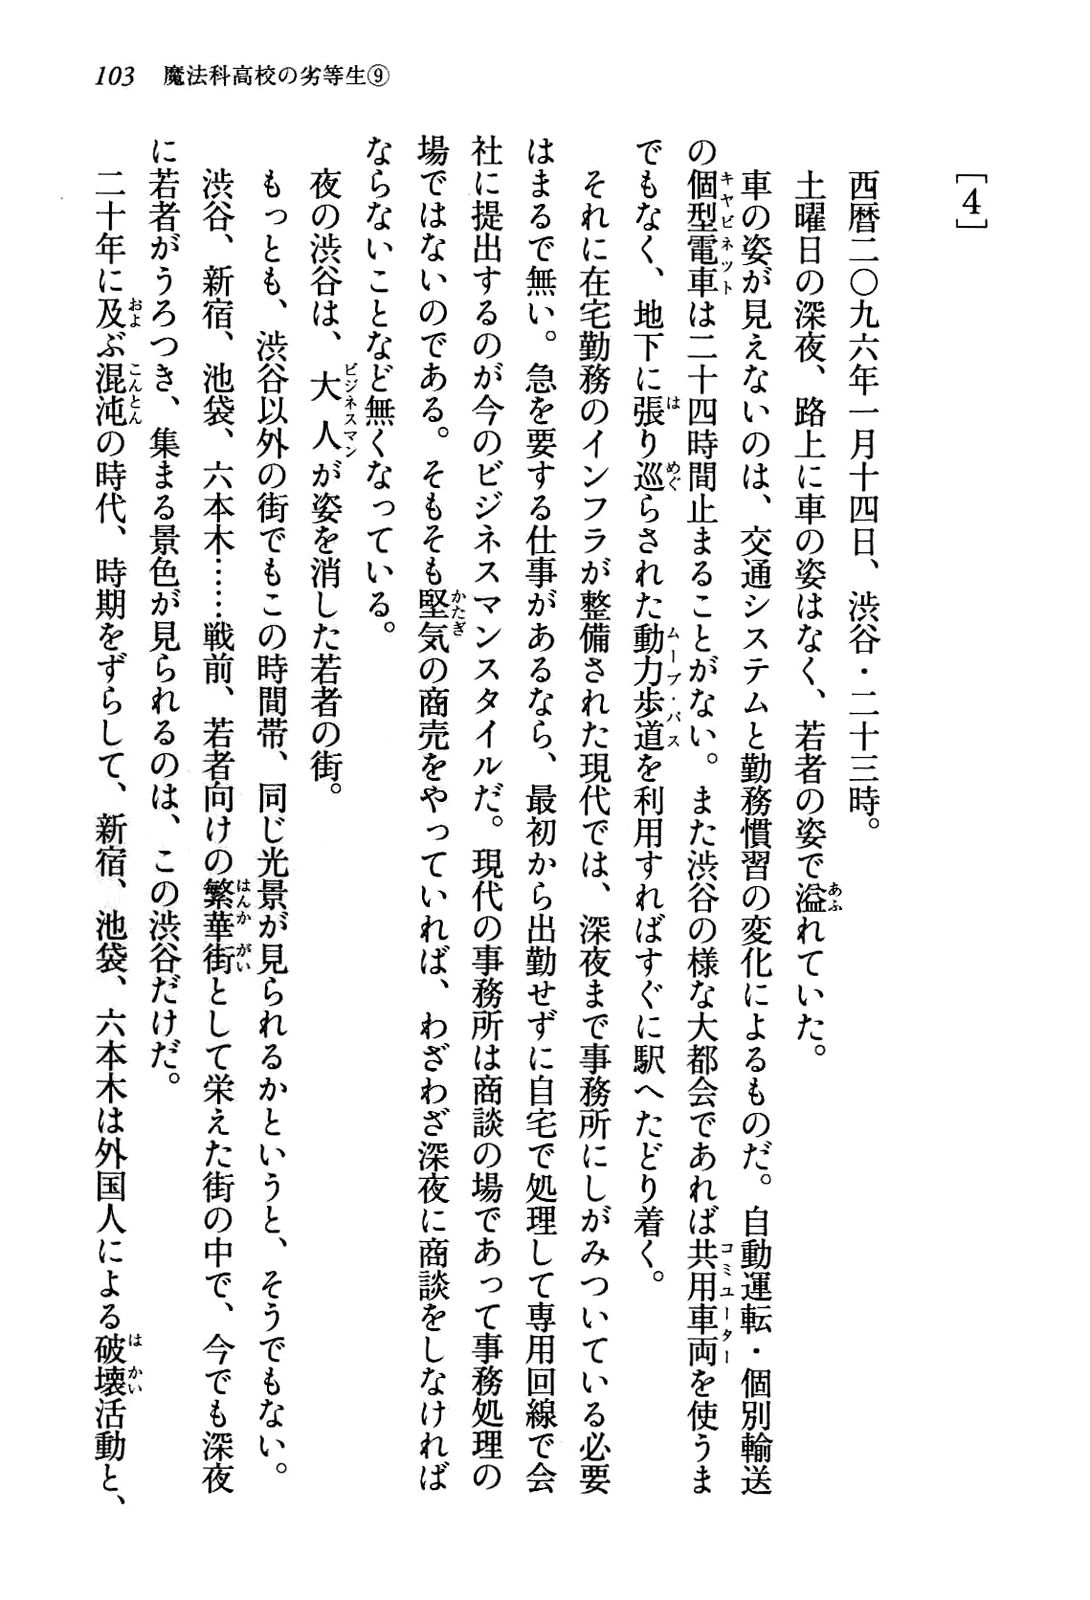 103 魔法科高校の劣等生⑨
［4］
西暦二〇九六年一月十四日、渋谷・二十三時。
土曜日の深夜、路上に車の姿はなく、若者の姿で溢れていた。
車の姿が見えないのは、交通システムと勤務慣習の変化によるものだ。自動運転・個別輸送
の個型電車は二十四時間止まることがない。また渋谷の様な大都会であれば共用車両を使うま
でもなく、地下に張り巡らされた動力歩道を利用すればすぐに駅へたどり着く。
それに在宅勤務のインフラが整備された現代では、深夜まで事務所にしがみついている必要
はまるで無い。急を要する仕事があるなら、最初から出勤せずに自宅で処理して専用回線で会
社に提出するのが今のビジネスマンスタイルだ。現代の事務所は商談の場であって事務処理の
場ではないのである。そもそも堅気の商売をやっていれば、わざわざ深夜に商談をしなければ
ならないことなど無くなっている。
夜の渋谷は、大人が姿を消した若者の街。
もっとも、渋谷以外の街でもこの時間帯、同じ光景が見られるかというと、そうでもない。
渋谷、新宿、池袋、六本木……戦前、若者向けの繁華街として栄えた街の中で、今でも深夜
に若者がうろつき、集まる景色が見られるのは、この渋谷だけだ。
二十年に及ぶ混沌の時代、時期をずらして、新宿、池袋、六本木は外国人による破壊活動と、